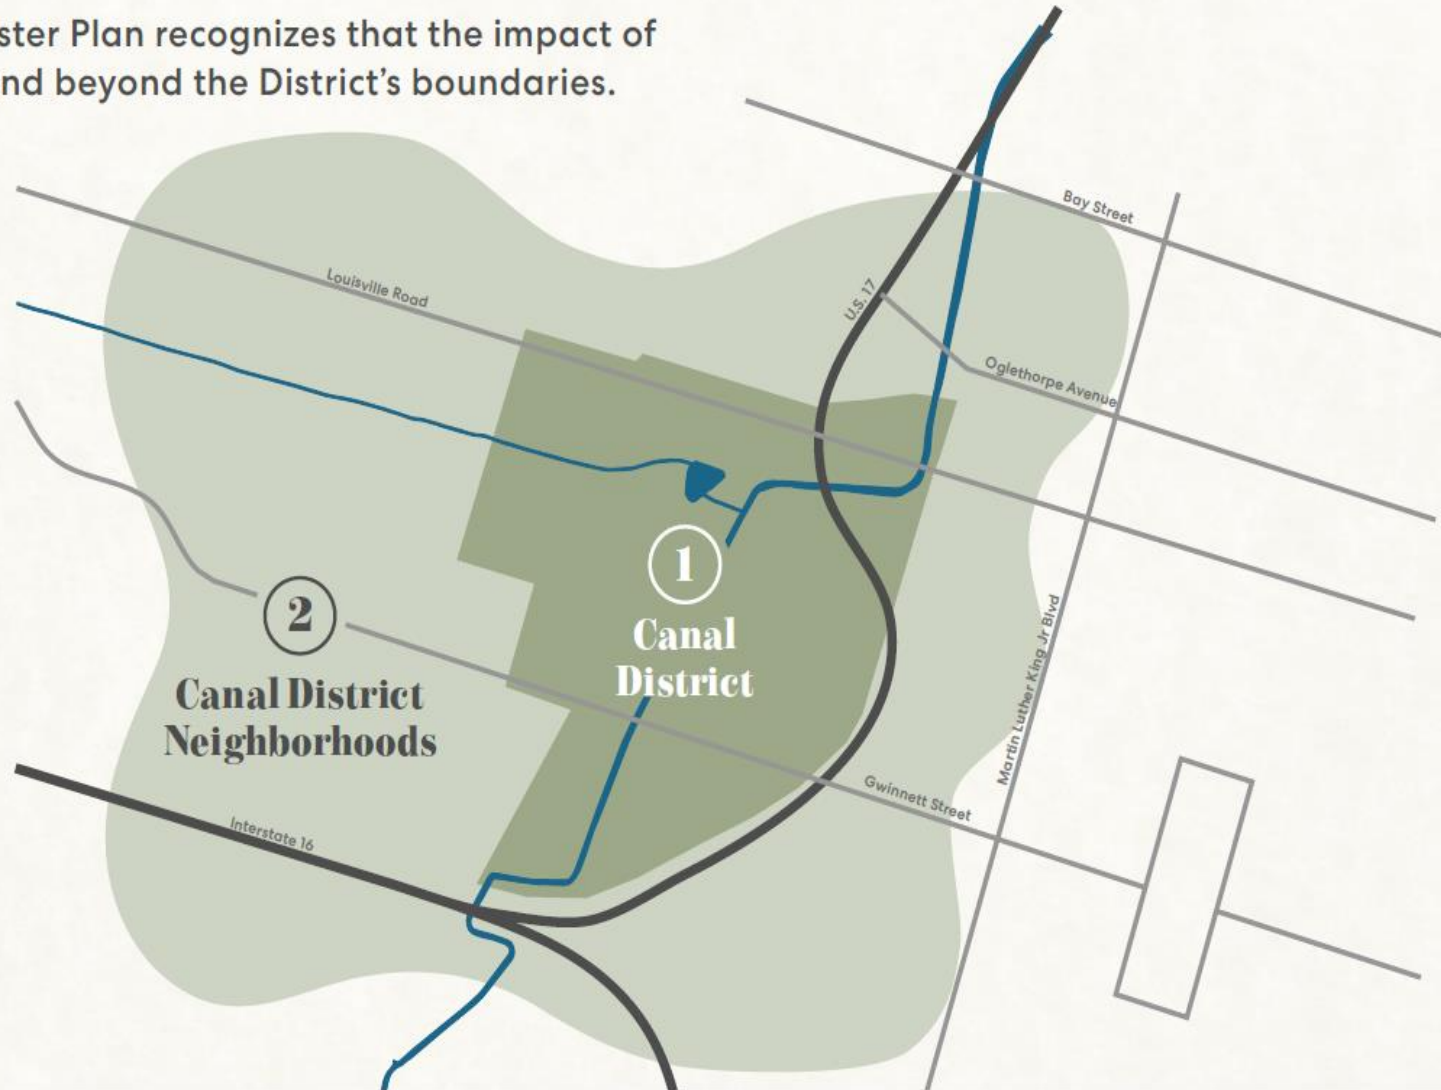 ster Plan recognizes that the impact of
nd beyond the District's boundaries.
Bay Street
Louisville Road
U.S. 17
Oglethorpe Avenue
1
Canal
District
2
Canal District
Neighborhoods
Martin Luther King Jr Blvd
Gwinnett Street
Interstate 16